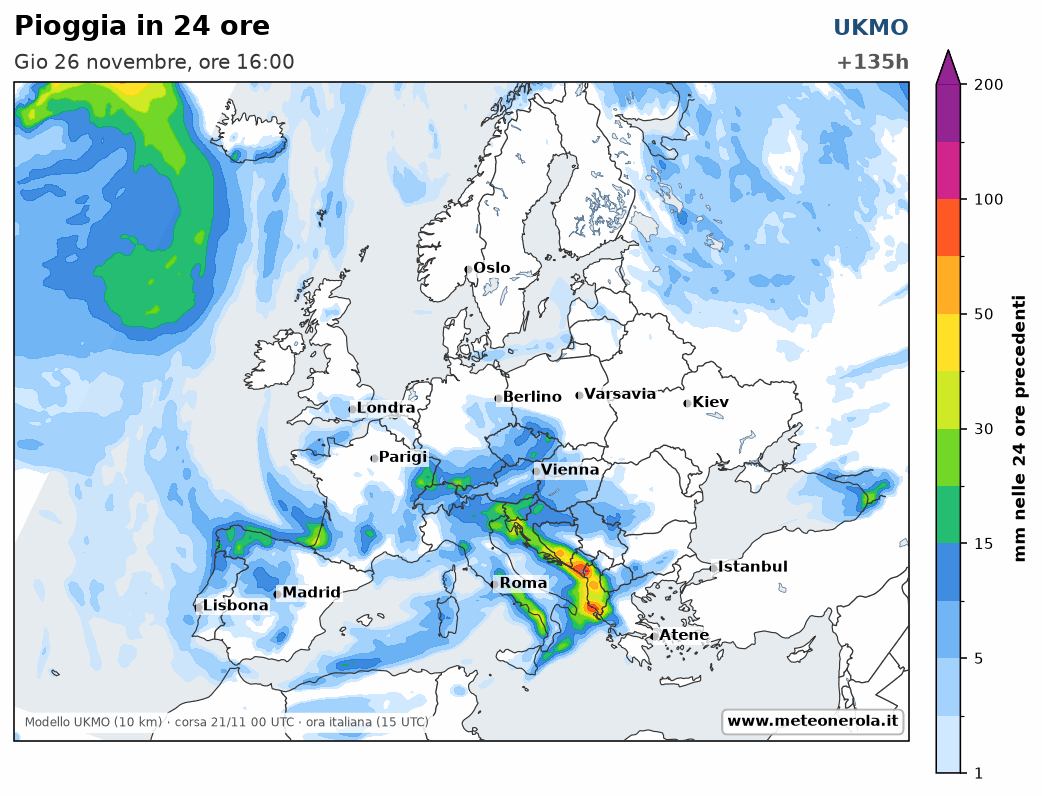 Pioggia in 24 ore
UKMO
Gio 26 novembre, ore 16:00
+135h
200
100
50
30
15
5
1
mm nelle 24 ore precedenti
Oslo
Berlino
Varsavia
Kiev
Londra
Parigi
Vienna
Istanbul
Roma
Madrid
Lisbona
Atene
Modello UKMO (10 km) · corsa 21/11 00 UTC · ora italiana (15 UTC)
www.meteonerola.it